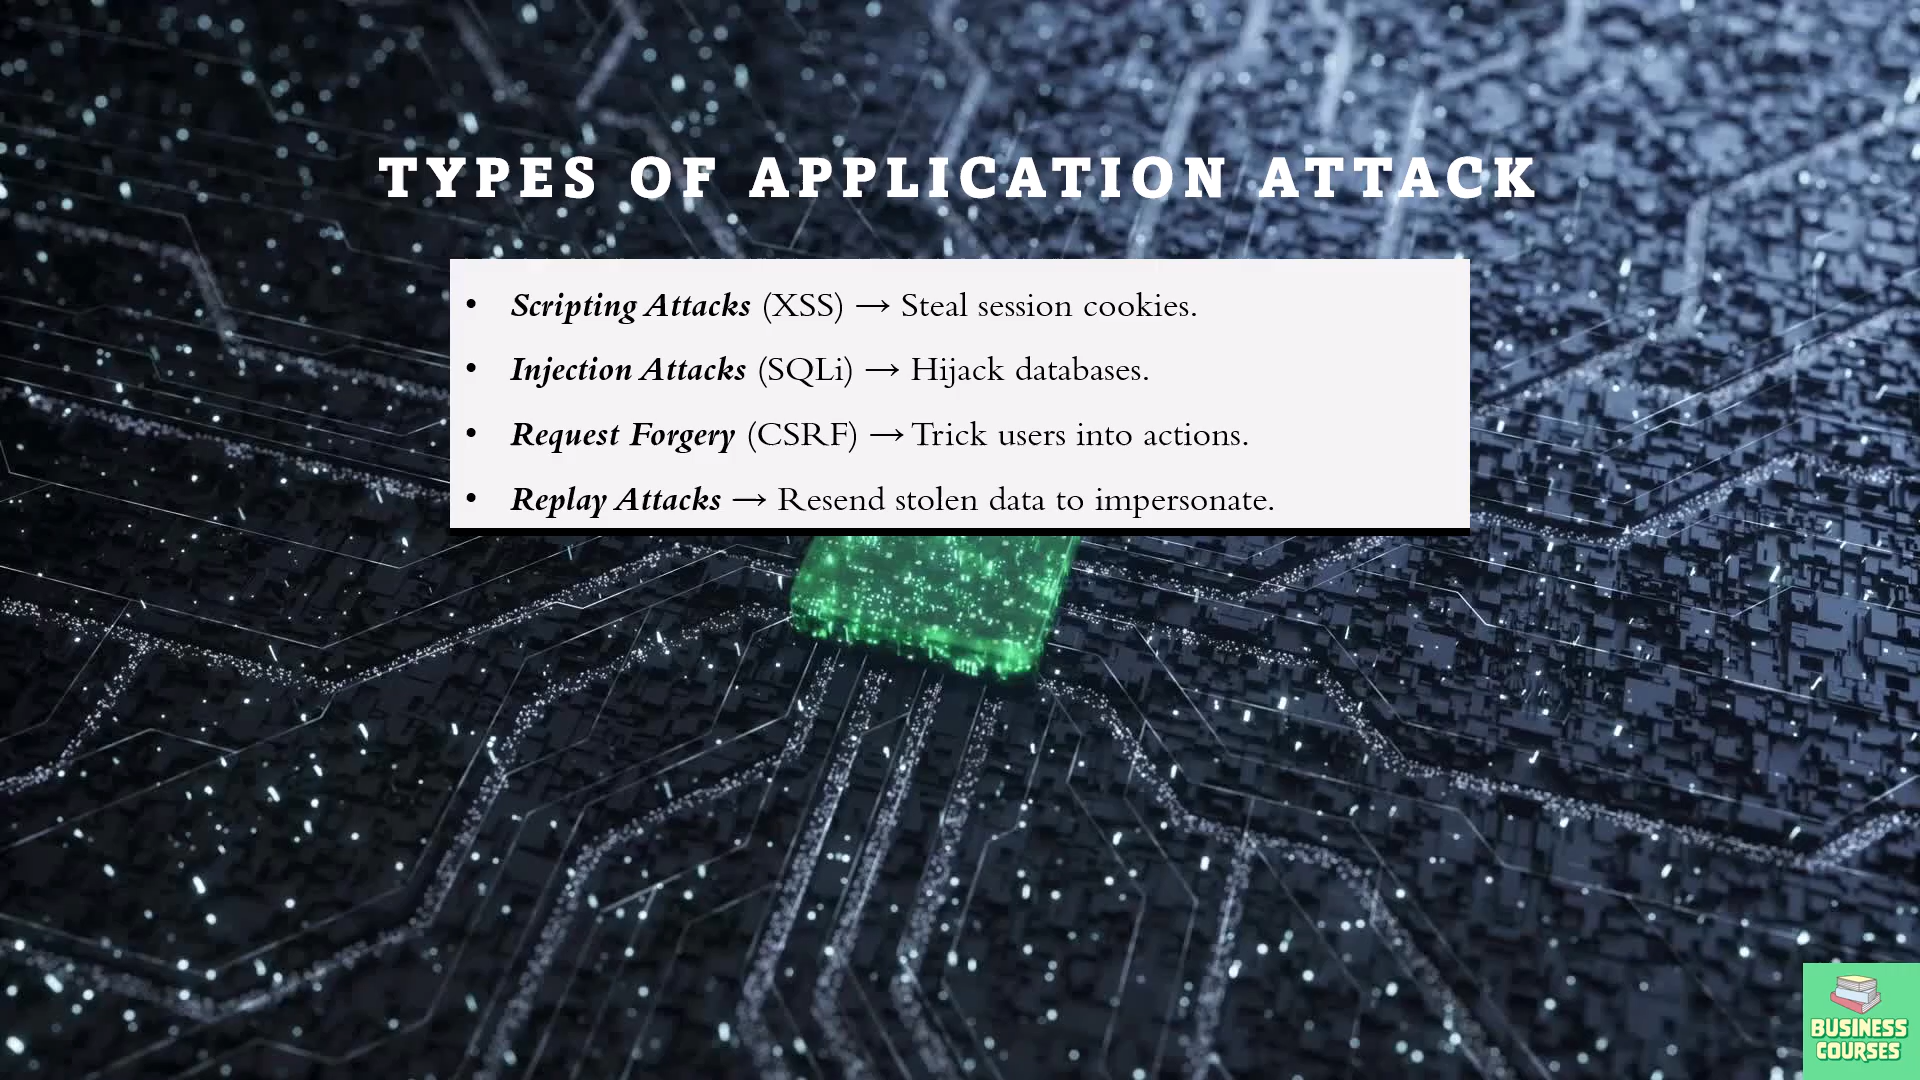 TYPES OF APPLICATION ATTACK
• Scripting Attacks (XSS) → Steal session cookies.
• Injection Attacks (SQLi) → Hijack databases.
• Request Forgery (CSRF) → Trick users into actions.
• Replay Attacks → Resend stolen data to impersonate.
BUSINESS
COURSES